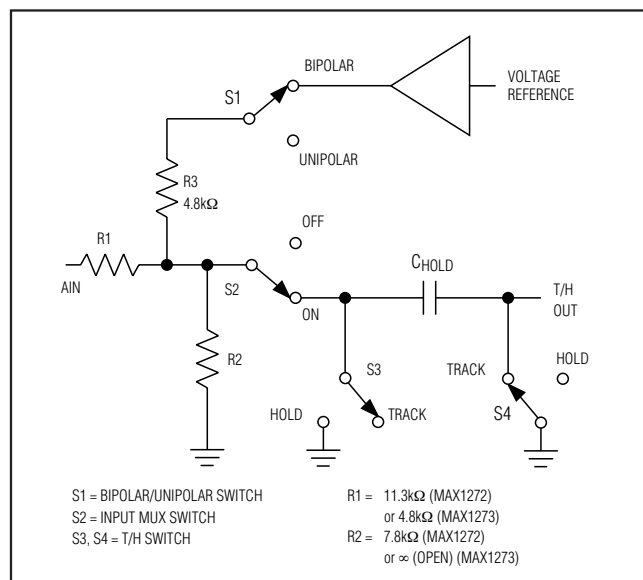 BIPOLAR
VOLTAGE
REFERENCE
S1
UNIPOLAR
R3
4.8kΩ
OFF
R1
CHOLD
AIN
S2
ON
T/H
OUT
R2
S3
TRACK
HOLD
HOLD
TRACK
S4
S1 = BIPOLAR/UNIPOLAR SWITCH
S2 = INPUT MUX SWITCH
S3, S4 = T/H SWITCH
R1 = 11.3kΩ (MAX1272)
or 4.8kΩ (MAX1273)
R2 = 7.8kΩ (MAX1272)
or ∞ (OPEN) (MAX1273)